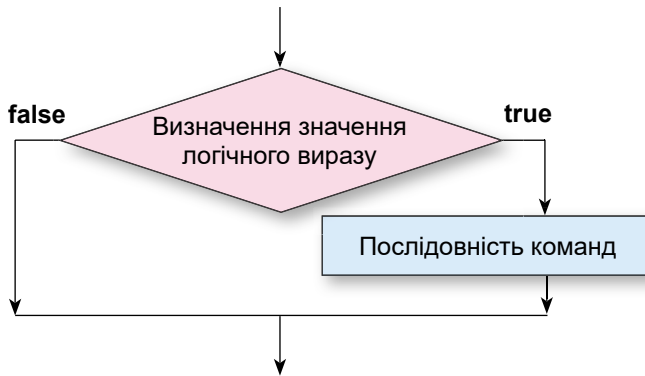 false
true
Визначення значення
логічного виразу
Послідовність команд